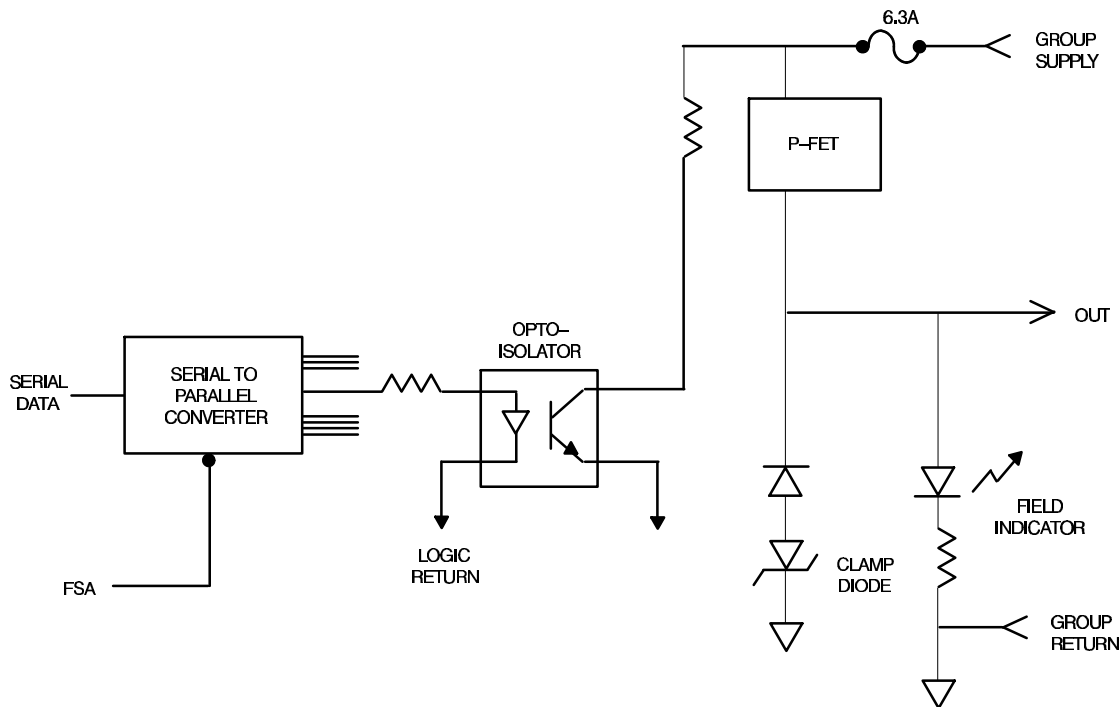 6.3A
GROUP
SUPPLY
P–FET
OUT
OPTO–
ISOLATOR
SERIAL
DATA
SERIAL TO
PARALLEL
CONVERTER
FIELD
INDICATOR
LOGIC
RETURN
CLAMP
DIODE
FSA
GROUP
RETURN